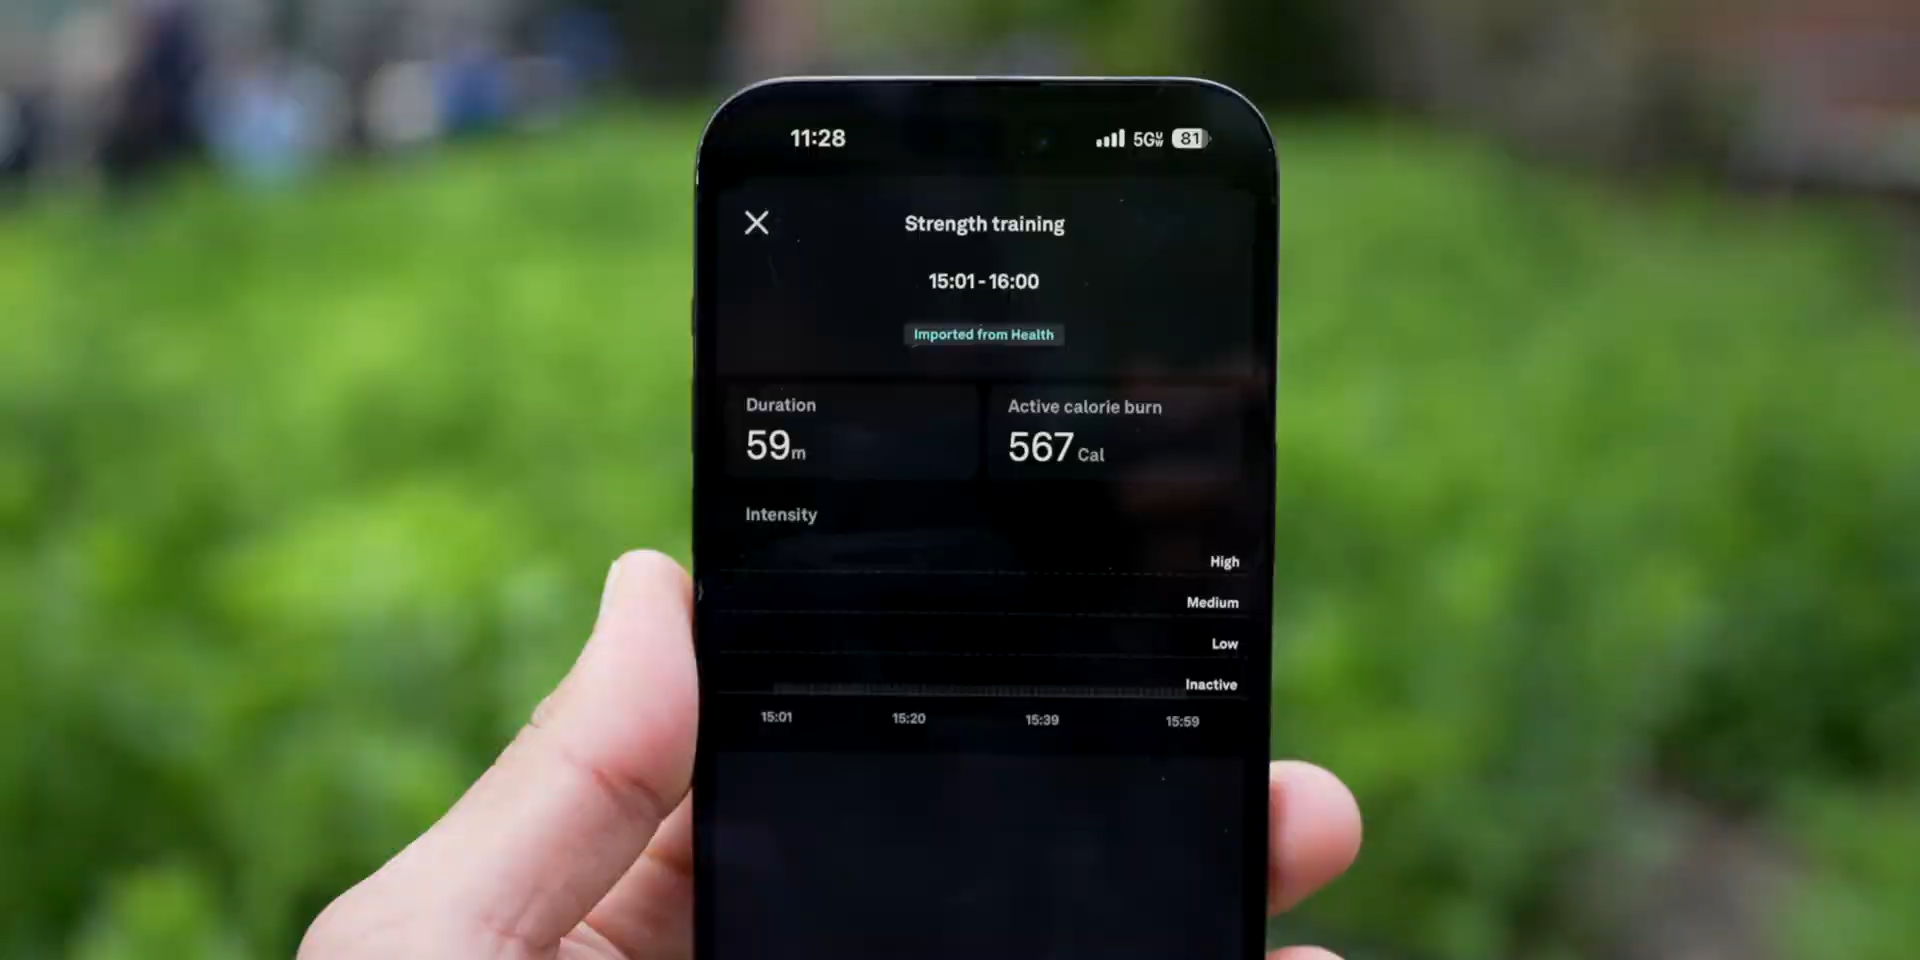 11:28 5G UW 81
Strength training
15:01 - 16:00
Imported from Health
Duration
59m
Active calorie burn
567 Cal
Intensity
High
Medium
Low
Inactive
15:01 15:20 15:39 15:59